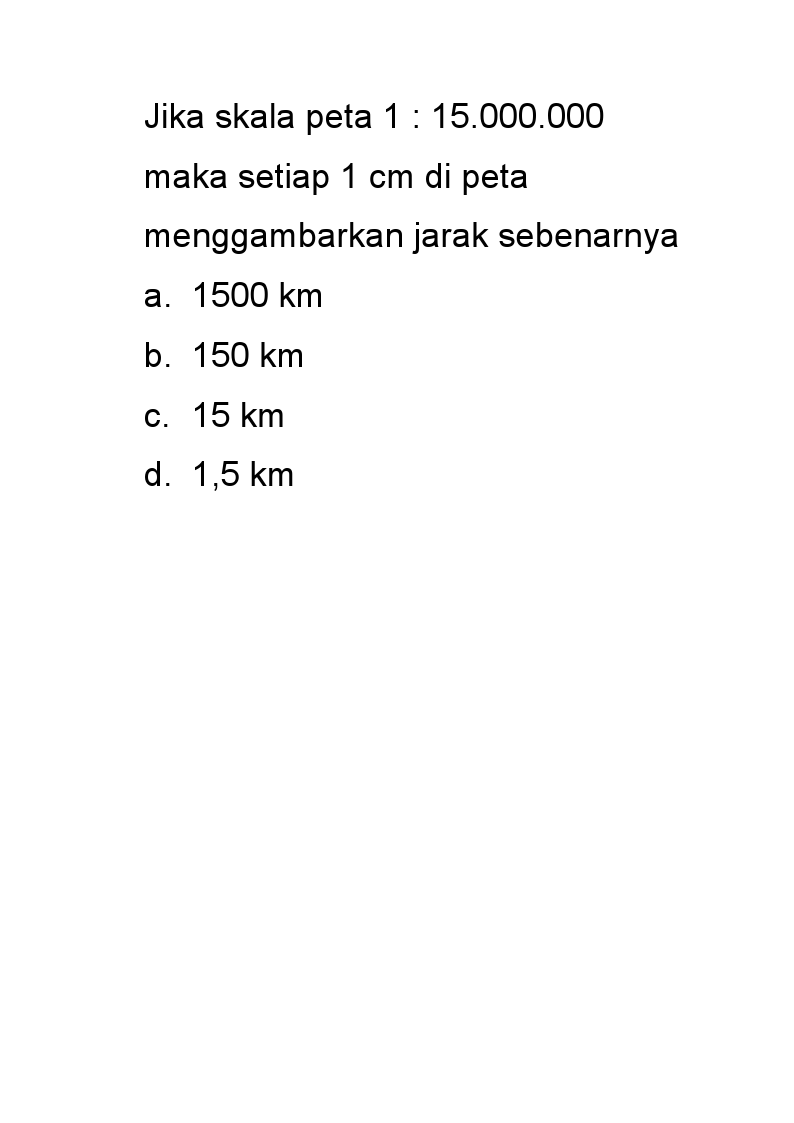 Jika skala peta 1 : 15.000.000
maka setiap 1 cm di peta
menggambarkan jarak sebenarnya
a. 1500 km
b. 150 km
c. 15 km
d. 1,5 km